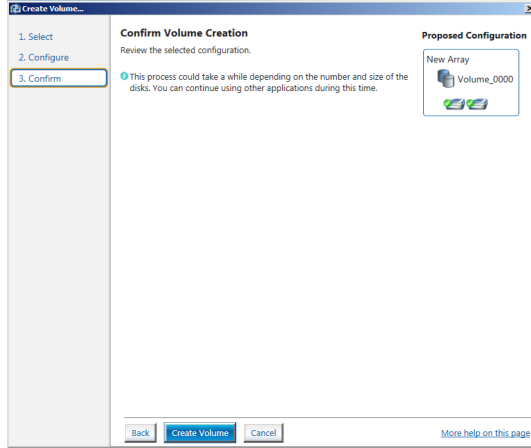 Create Volume...
1. Select
2. Configure
3. Confirm
Confirm Volume Creation
Review the selected configuration.
This process could take a while depending on the number and size of the
disks. You can continue using other applications during this time.
Proposed Configuration
New Array
Volume_0000
Back
Create Volume
Cancel
More help on this page